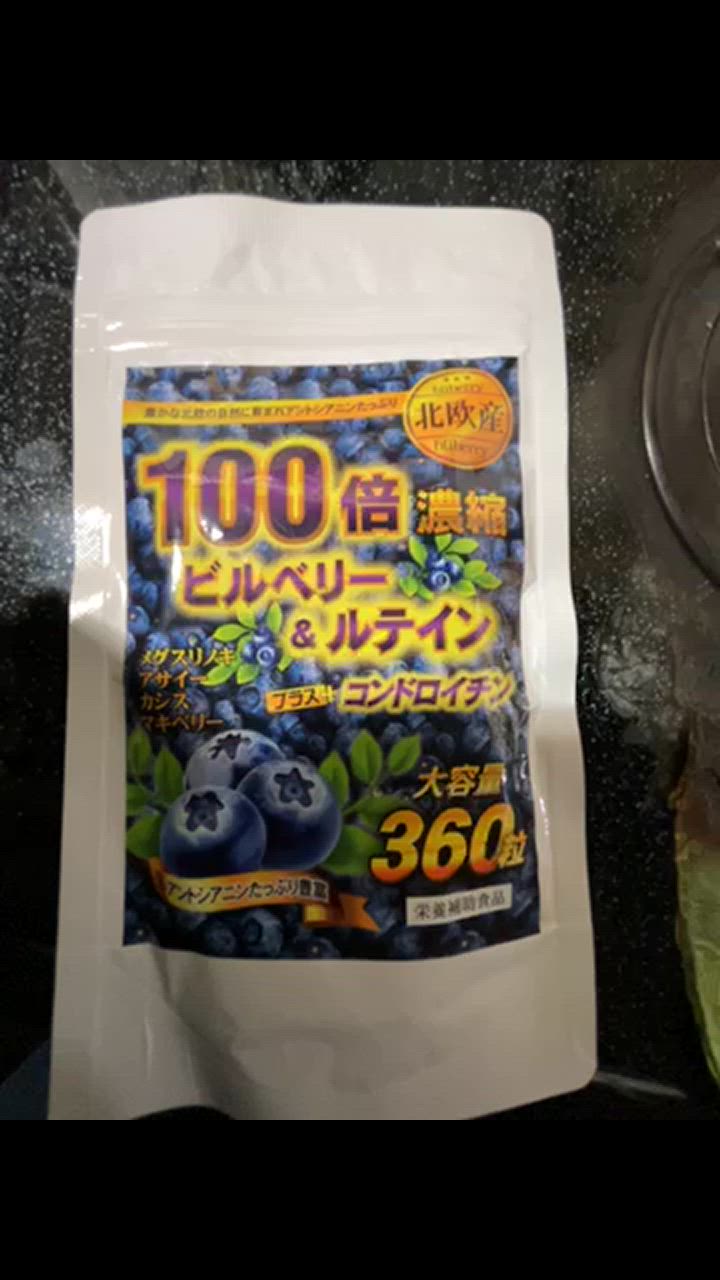 豊かな北欧の自然に育まれアントシアニンたっぷり
bilberry
北欧産
bilberry
100倍濃縮
ビルベリー
&ルテイン
メグスリノキ
アサイー
カシス
マキベリー
プラス+コンドロイチン
大容量
360粒
アントシアニンたっぷり豊富
栄養補助食品